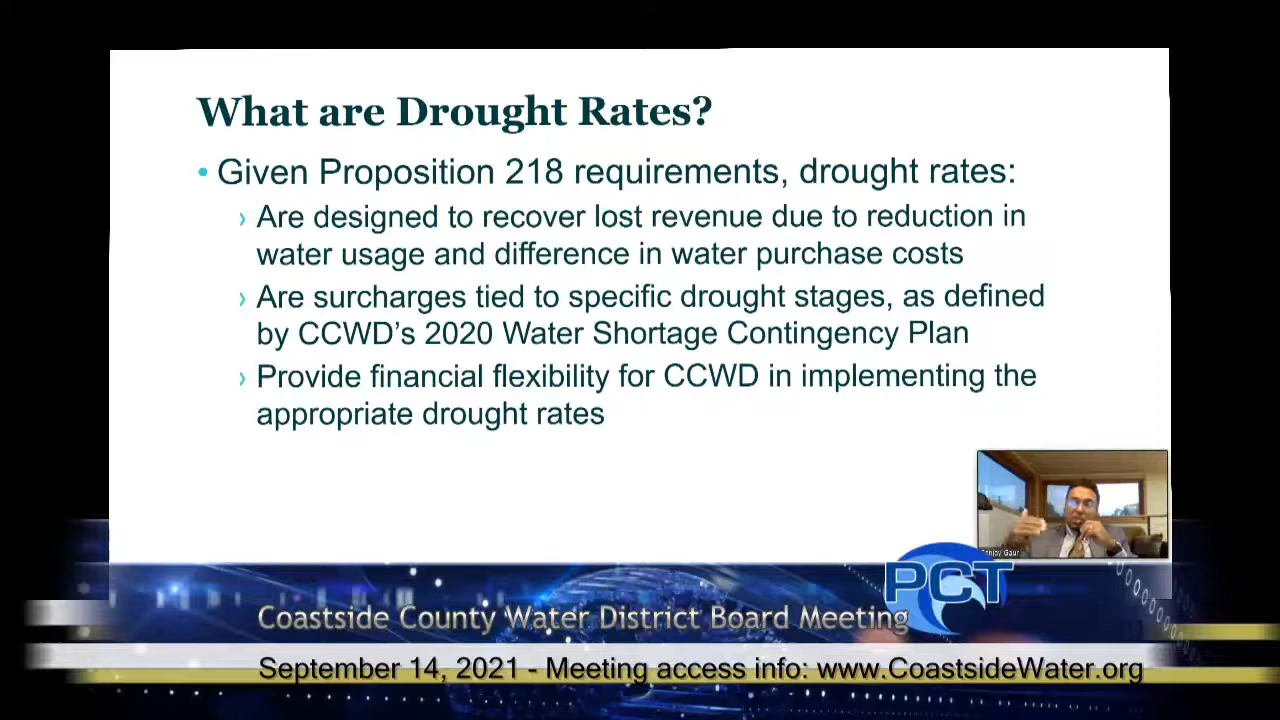 What are Drought Rates?
• Given Proposition 218 requirements, drought rates:
› Are designed to recover lost revenue due to reduction in
water usage and difference in water purchase costs
› Are surcharges tied to specific drought stages, as defined
by CCWD's 2020 Water Shortage Contingency Plan
› Provide financial flexibility for CCWD in implementing the
appropriate drought rates
Sanjay Gaur
PCT
Coastside County Water District Board Meeting
September 14, 2021 - Meeting access info: www.CoastsideWater.org